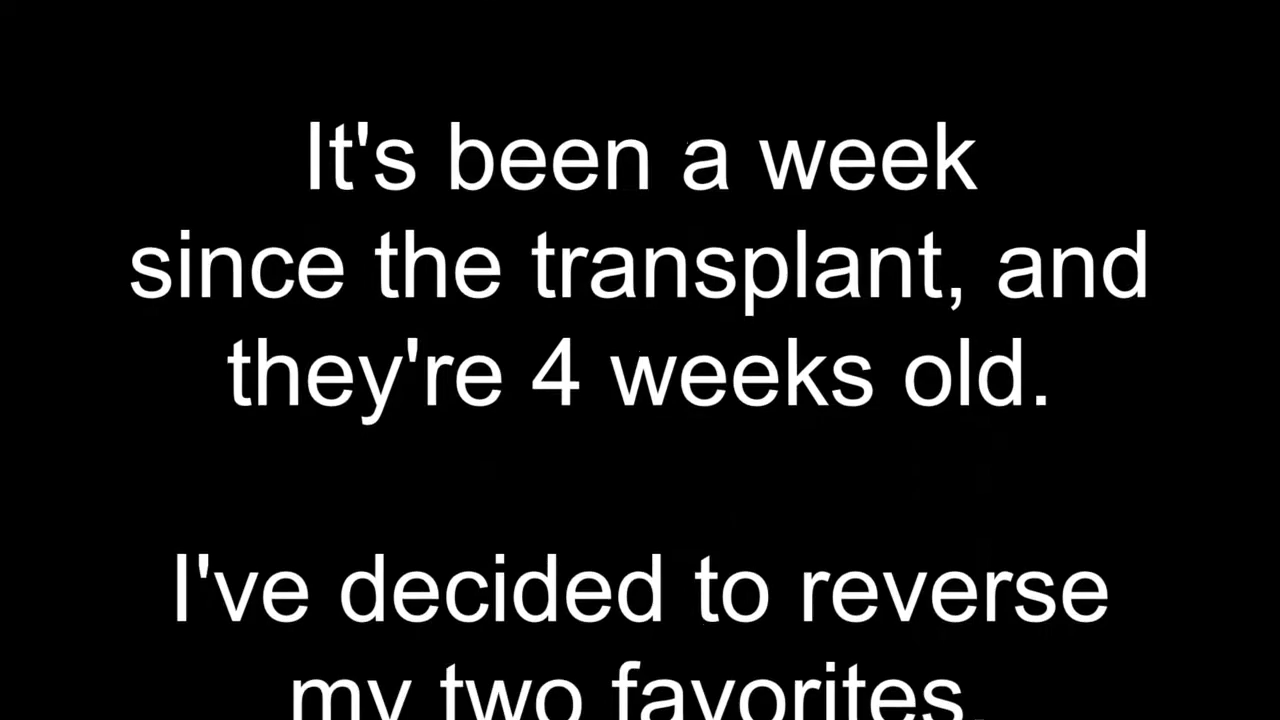 It's been a week
since the transplant, and
they're 4 weeks old.
I've decided to reverse
my two favorites.